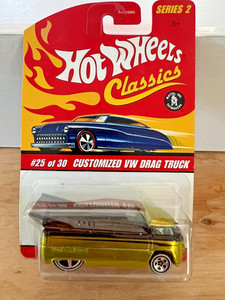 SERIES 2
Hot Wheels
Classics
#25 of 30 CUSTOMIZED VW DRAG TRUCK